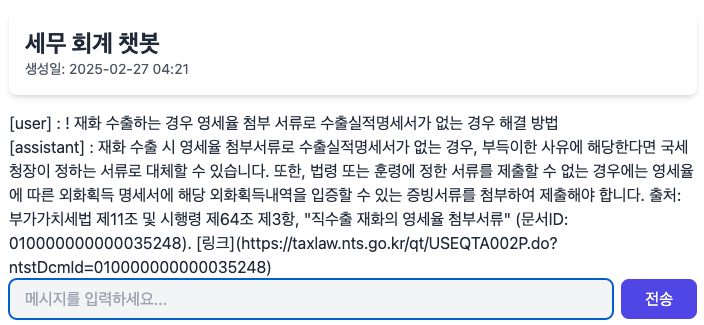 세무 회계 챗봇
생성일: 2025-02-27 04:21
[user] : ! 재화 수출하는 경우 영세율 첨부 서류로 수출실적명세서가 없는 경우 해결 방법
[assistant] : 재화 수출 시 영세율 첨부서류로 수출실적명세서가 없는 경우, 부득이한 사유에 해당한다면 국세
청장이 정하는 서류로 대체할 수 있습니다. 또한, 법령 또는 훈령에 정한 서류를 제출할 수 없는 경우에는 영세율
에 따른 외화획득 명세서에 해당 외화획득내역을 입증할 수 있는 증빙서류를 첨부하여 제출해야 합니다. 출처:
부가가치세법 제11조 및 시행령 제64조 제3항, "직수출 재화의 영세율 첨부서류" (문서ID:
010000000000035248). [링크](https://taxlaw.nts.go.kr/qt/USEQTA002P.do?
ntstDcmId=010000000000035248)
메시지를 입력하세요...
전송